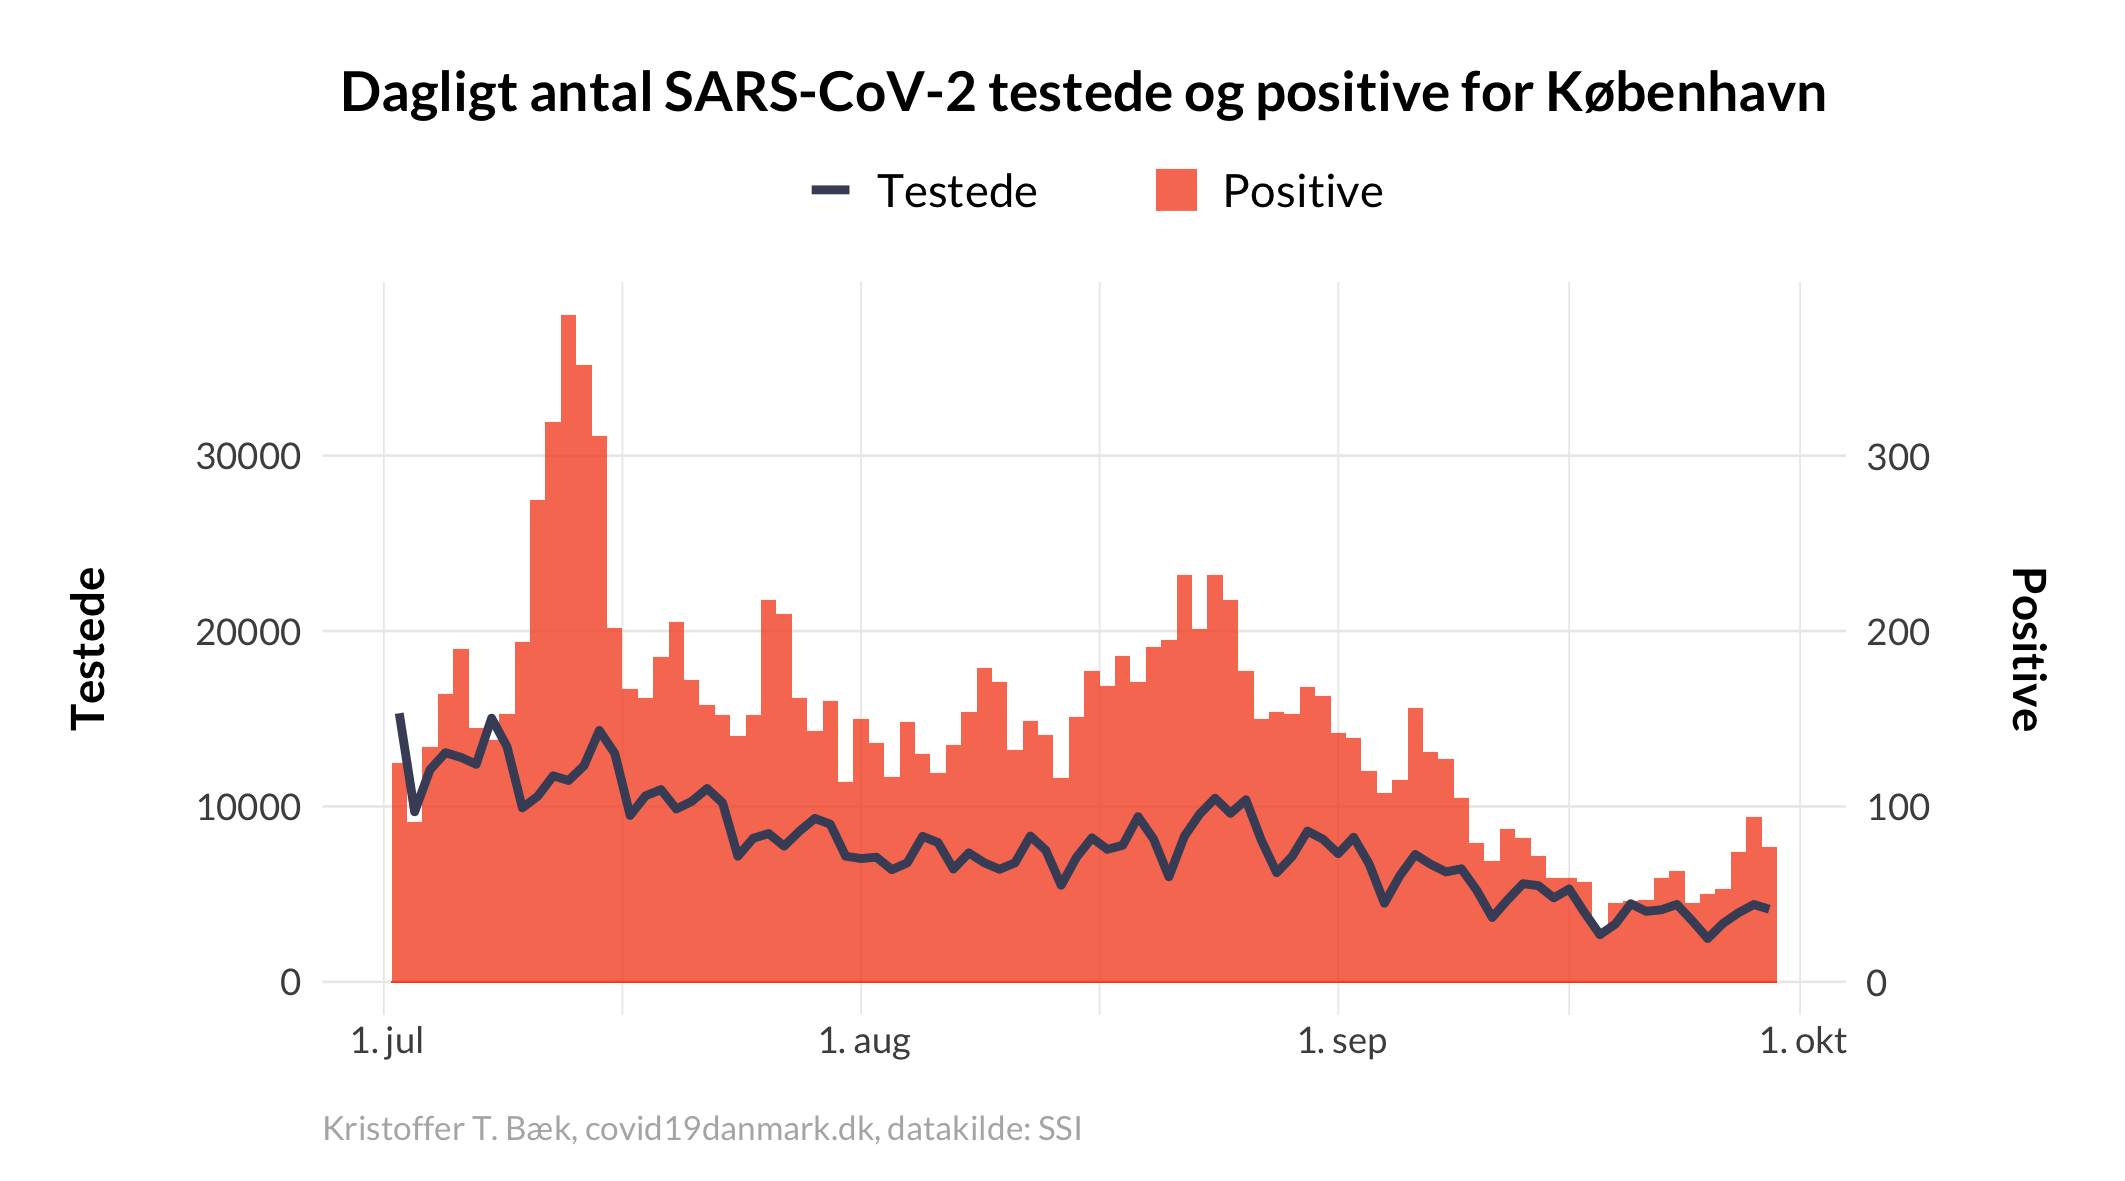 Dagligt antal SARS-CoV-2 testede og positive for København
Testede
Positive
Testede
30000
20000
10000
0
300
200
100
0
Positive
1. jul
1. aug
1. sep
1. okt
Kristoffer T. Bæk, covid19danmark.dk, datakilde: SSI